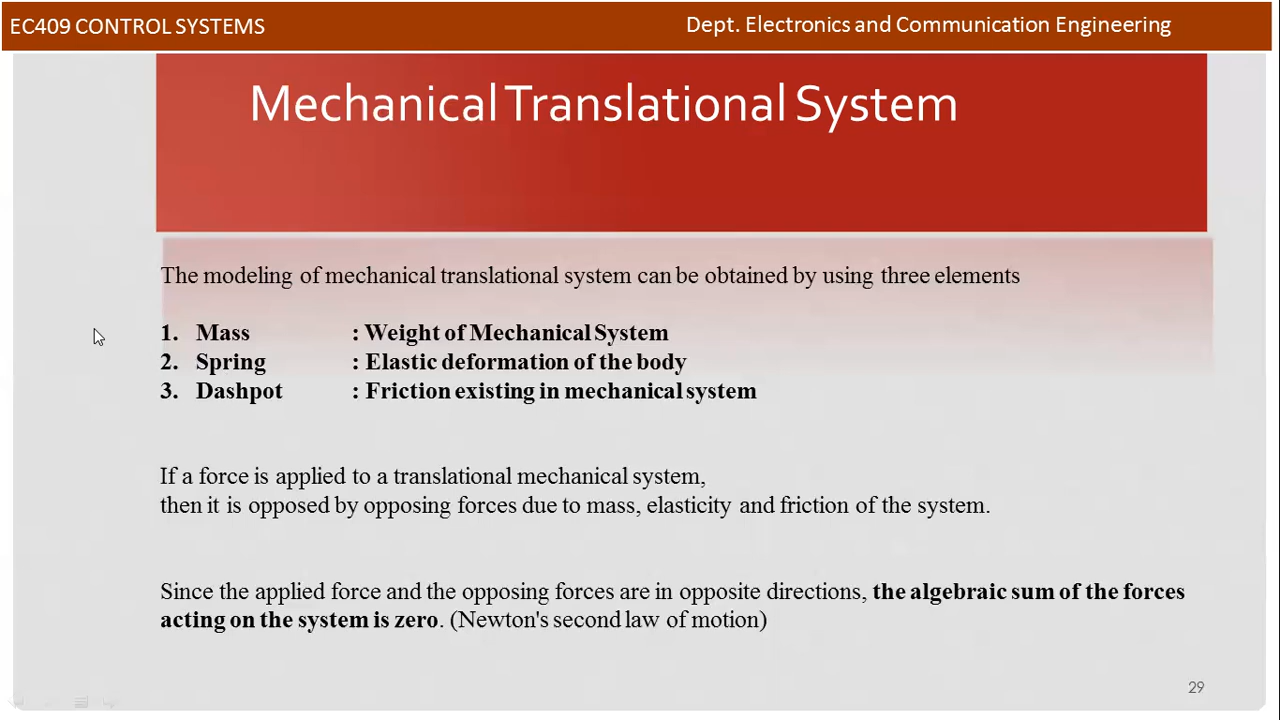 EC409 CONTROL SYSTEMS
Dept. Electronics and Communication Engineering
Mechanical Translational System
The modeling of mechanical translational system can be obtained by using three elements
1. Mass : Weight of Mechanical System
2. Spring : Elastic deformation of the body
3. Dashpot : Friction existing in mechanical system
If a force is applied to a translational mechanical system,
then it is opposed by opposing forces due to mass, elasticity and friction of the system.
Since the applied force and the opposing forces are in opposite directions, the algebraic sum of the forces
acting on the system is zero. (Newton's second law of motion)
29